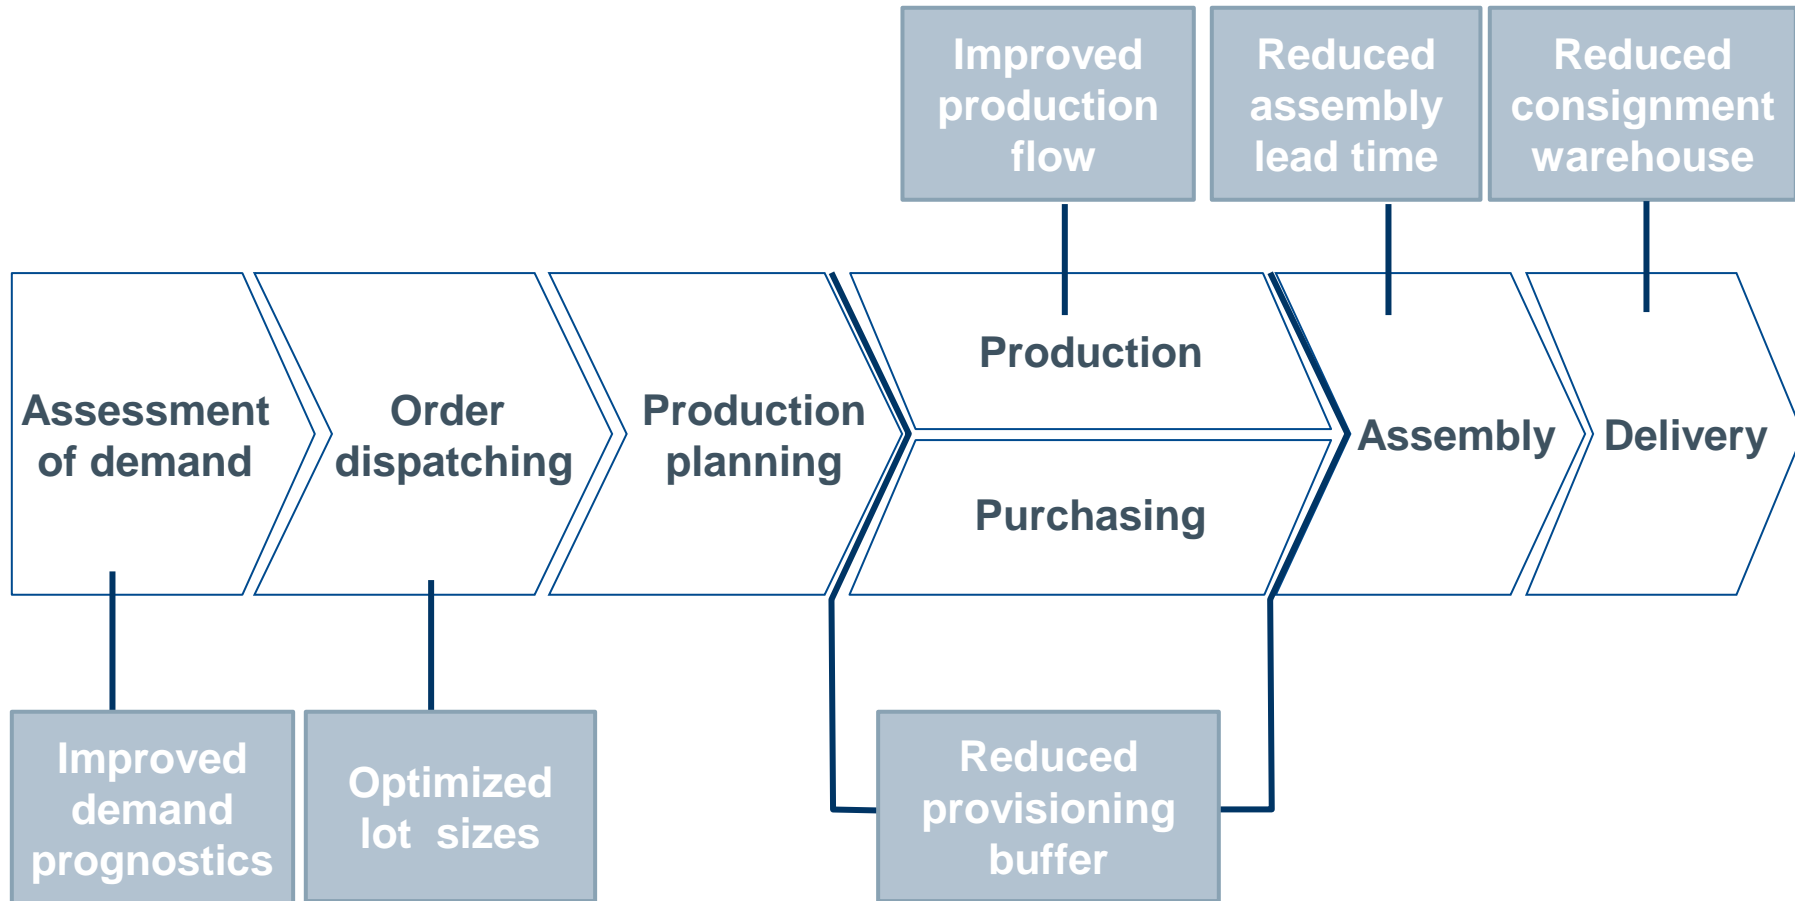 Improved
production
flow
Reduced
assembly
lead time
Reduced
consignment
warehouse
Assessment
of demand
Order
dispatching
Production
planning
Production
Purchasing
Assembly
Delivery
Improved
demand
prognostics
Optimized
lot  sizes
Reduced
provisioning
buffer